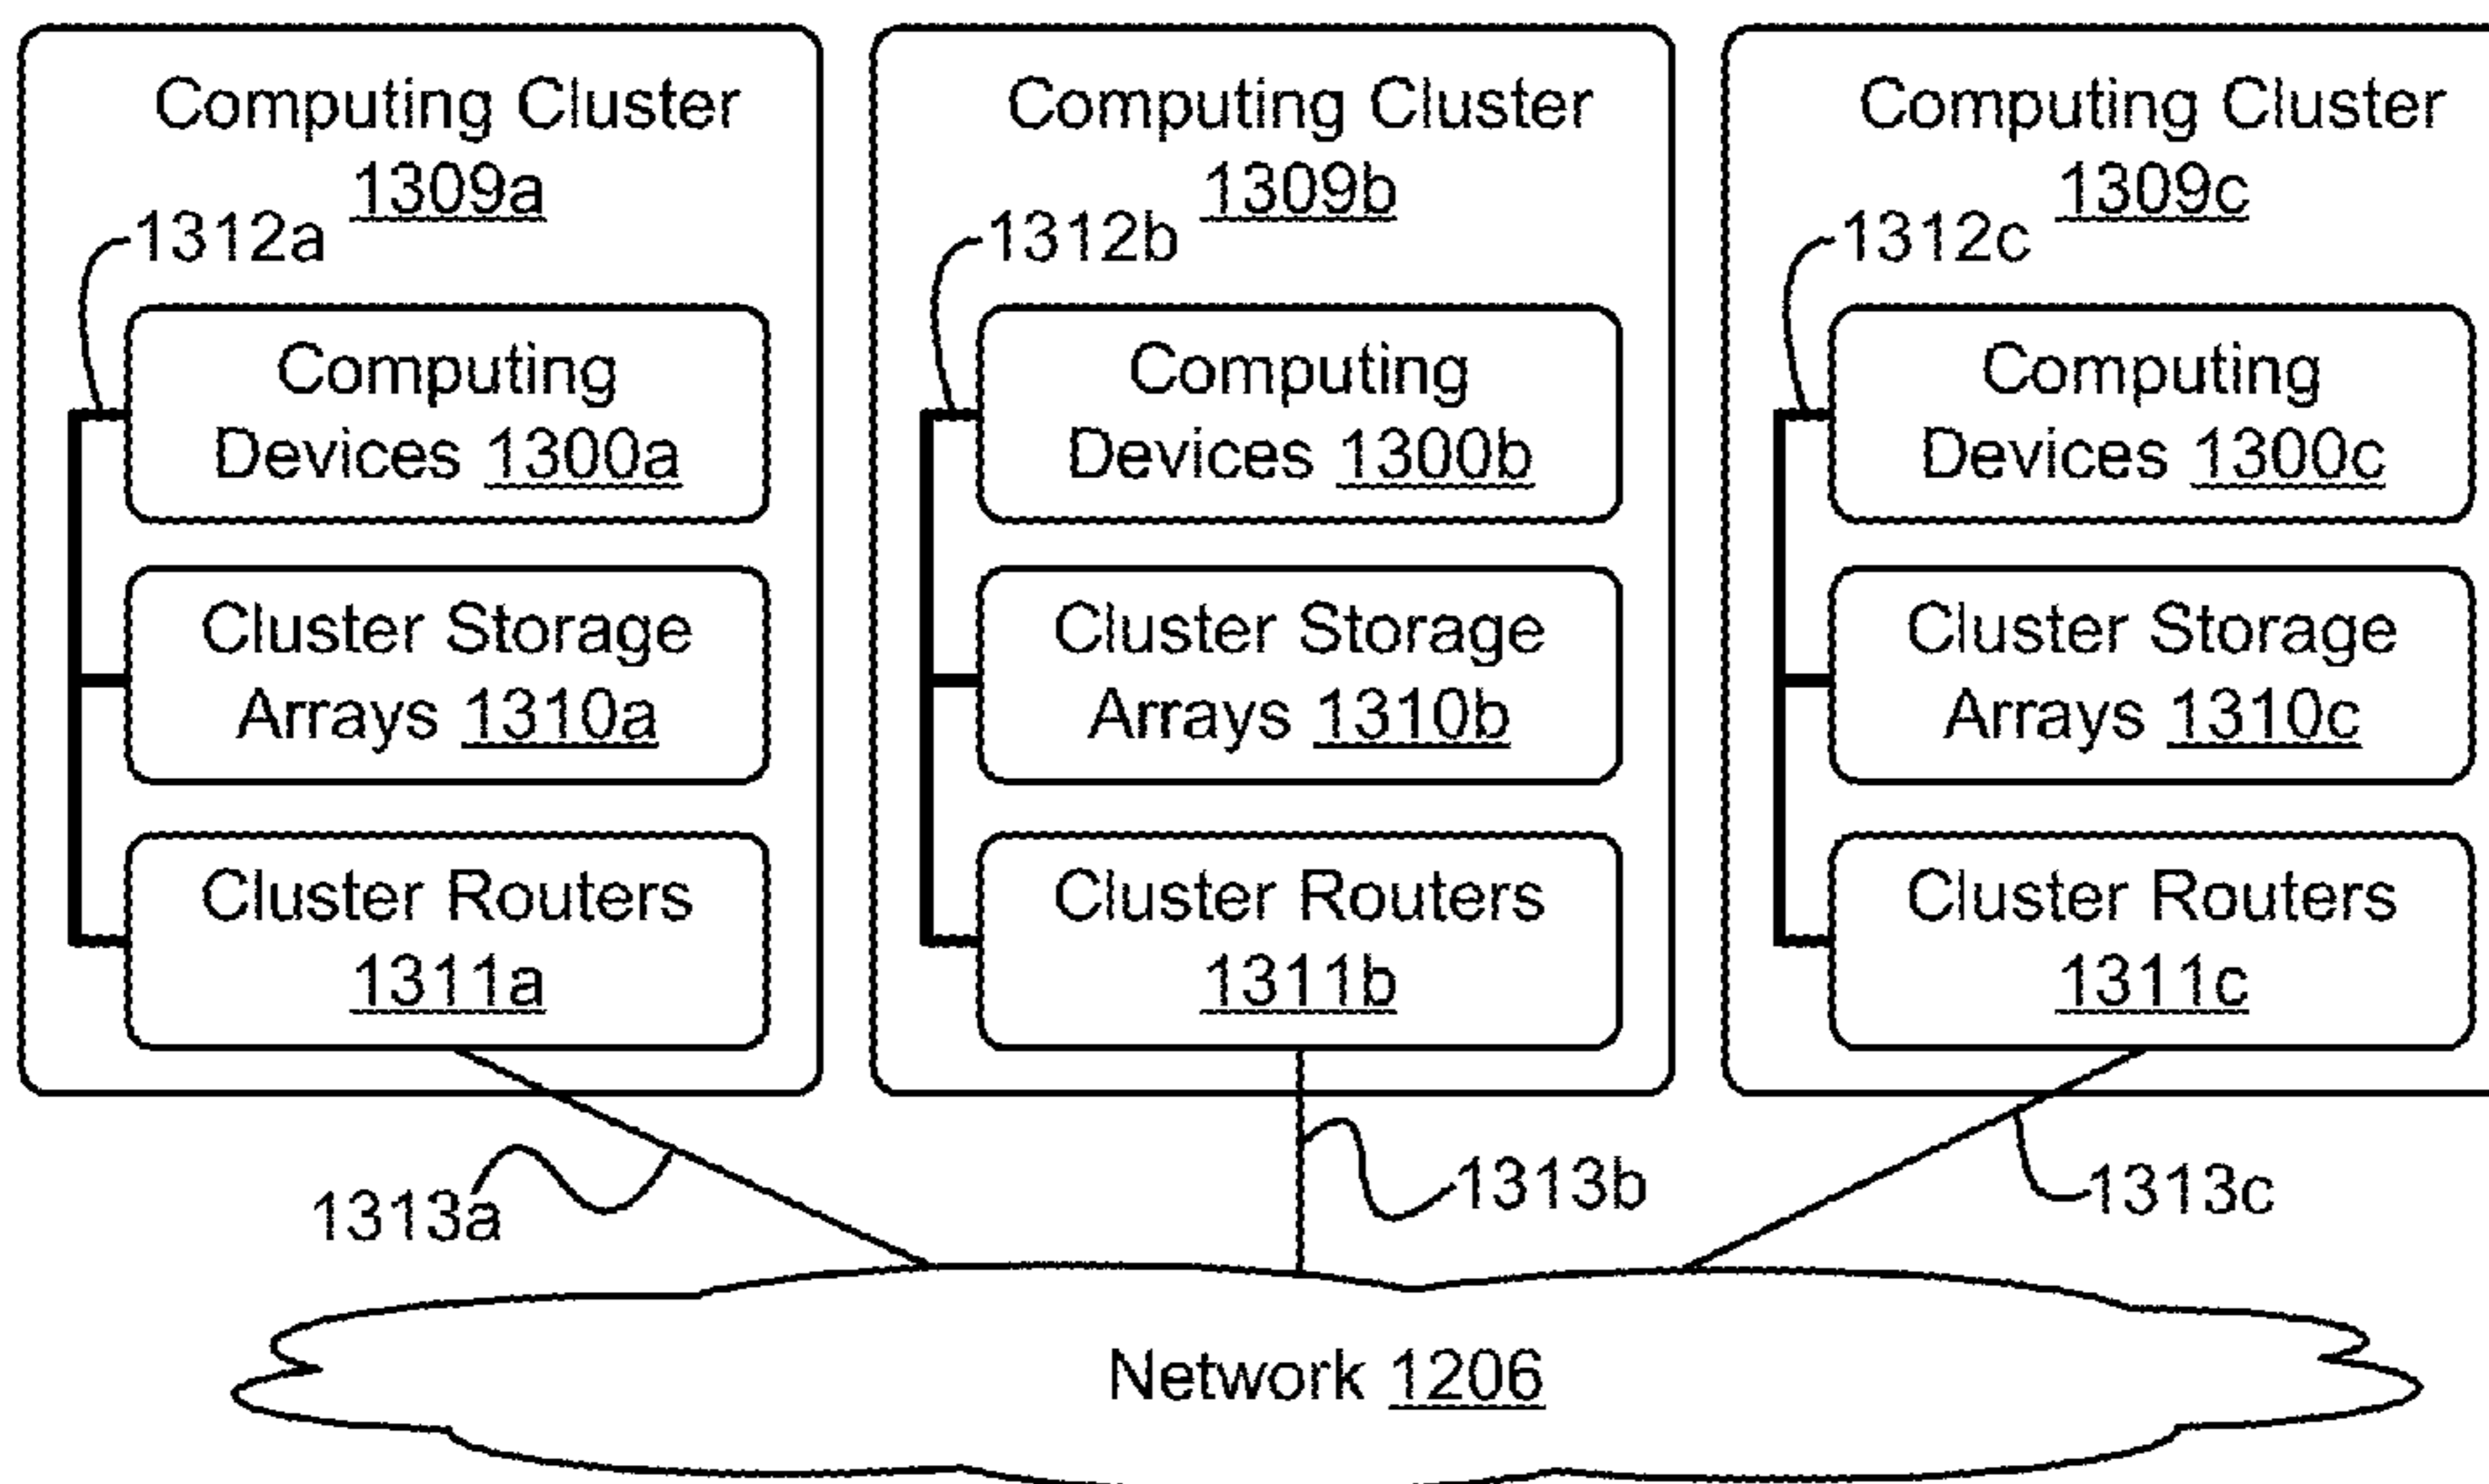 Computing Cluster
1309a
1312a
Computing
Devices 1300a
Cluster Storage
Arrays 1310a
Cluster Routers
1311a
Computing Cluster
1309b
1312b
Computing
Devices 1300b
Cluster Storage
Arrays 1310b
Cluster Routers
1311b
Computing Cluster
1309c
1312c
Computing
Devices 1300c
Cluster Storage
Arrays 1310c
Cluster Routers
1311c
1313a
1313b
1313c
Network 1206